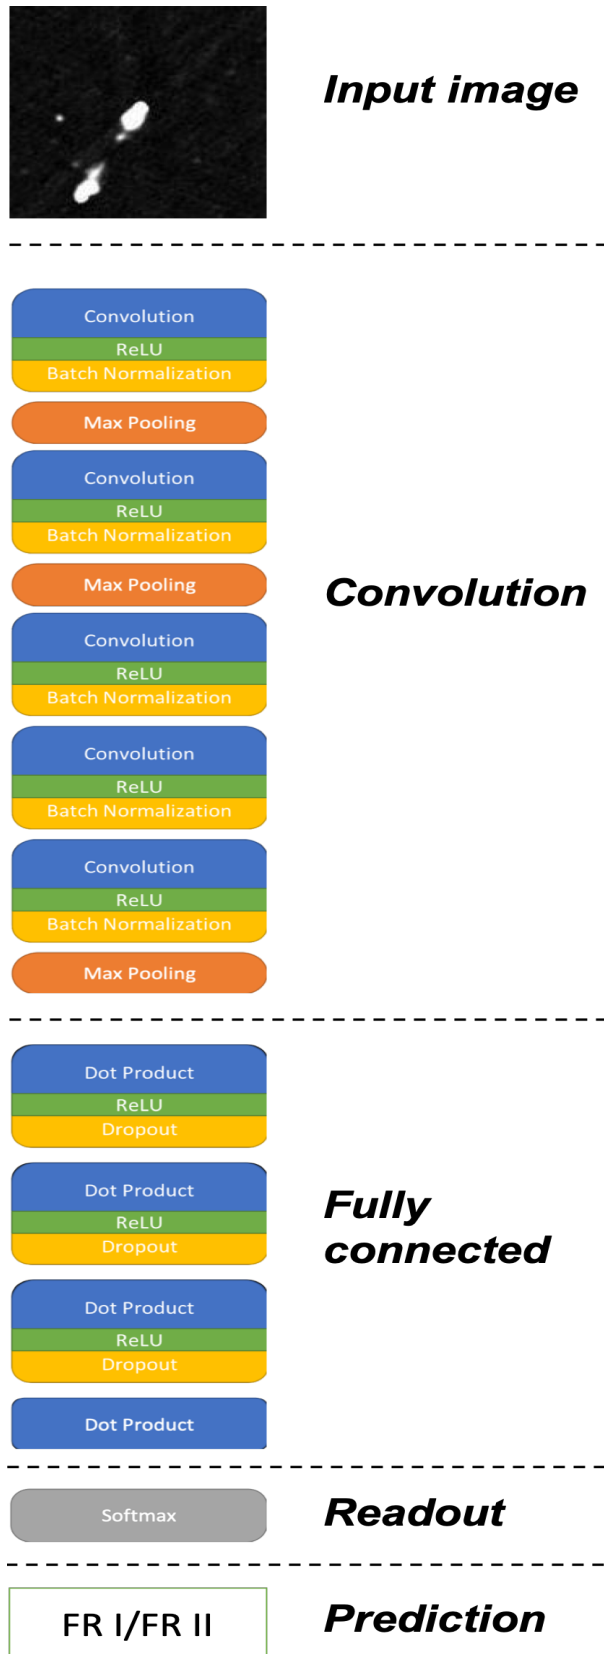 Input image
Convolution
ReLU
Batch Normalization
Max Pooling
Convolution
ReLU
Batch Normalization
Max Pooling
Convolution
Convolution
ReLU
Batch Normalization
Convolution
ReLU
Batch Normalization
Convolution
ReLU
Batch Normalization
Max Pooling
Dot Product
ReLU
Dropout
Dot Product
ReLU
Dropout
Fully
connected
Dot Product
ReLU
Dropout
Dot Product
Softmax
Readout
FR I/FR II
Prediction